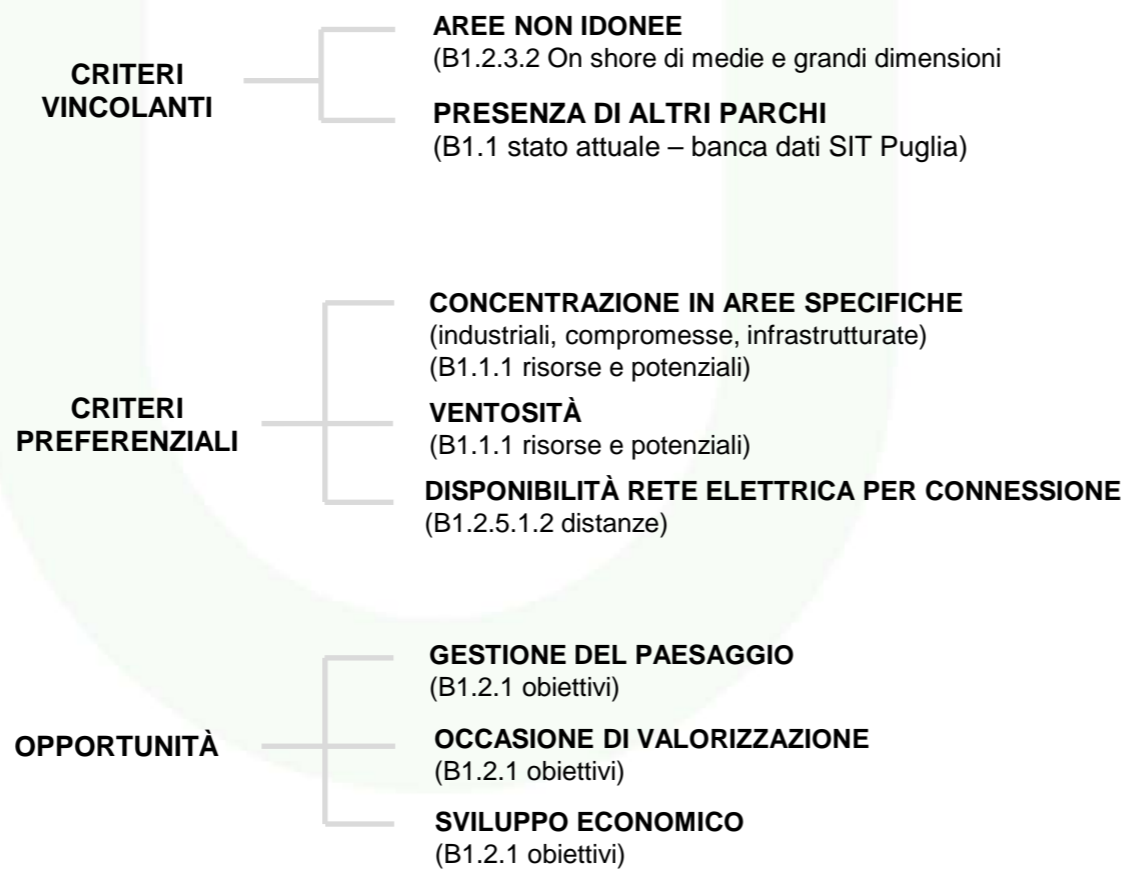 CRITERI
VINCOLANTI
AREE NON IDONEE
(B1.2.3.2 On shore di medie e grandi dimensioni
PRESENZA DI ALTRI PARCHI
(B1.1 stato attuale – banca dati SIT Puglia)
CRITERI
PREFERENZIALI
CONCENTRAZIONE IN AREE SPECIFICHE
(industriali, compromesse, infrastrutturate)
(B1.1.1 risorse e potenziali)
VENTOSITÀ
(B1.1.1 risorse e potenziali)
DISPONIBILITÀ RETE ELETTRICA PER CONNESSIONE
(B1.2.5.1.2 distanze)
OPPORTUNITÀ
GESTIONE DEL PAESAGGIO
(B1.2.1 obiettivi)
OCCASIONE DI VALORIZZAZIONE
(B1.2.1 obiettivi)
SVILUPPO ECONOMICO
(B1.2.1 obiettivi)